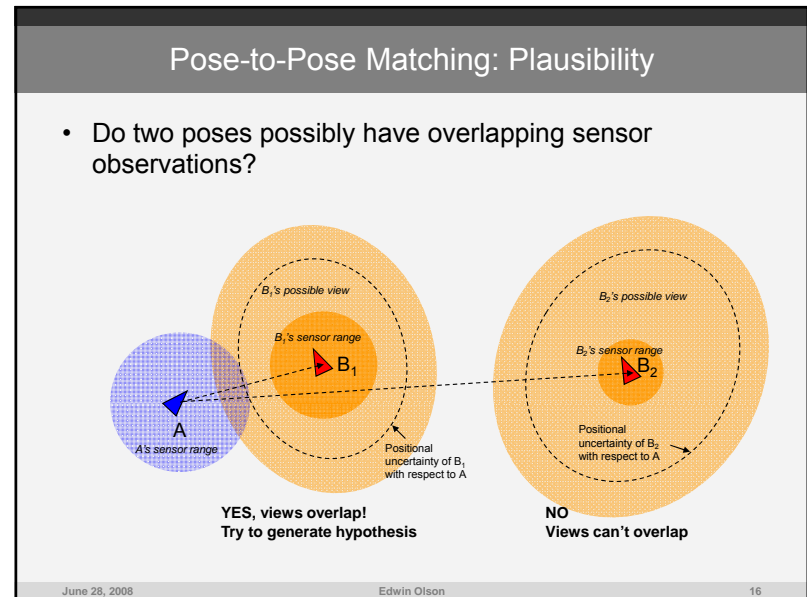 Pose-to-Pose Matching: Plausibility
• Do two poses possibly have overlapping sensor
observations?
B₁'s possible view
B₁'s sensor range
B₁
A
A's sensor range
Positional
uncertainty of B₁
with respect to A
YES, views overlap!
Try to generate hypothesis
B₂'s possible view
B₂'s sensor range
B₂
Positional
uncertainty of B₂
with respect to A
NO
Views can't overlap
June 28, 2008
Edwin Olson
16